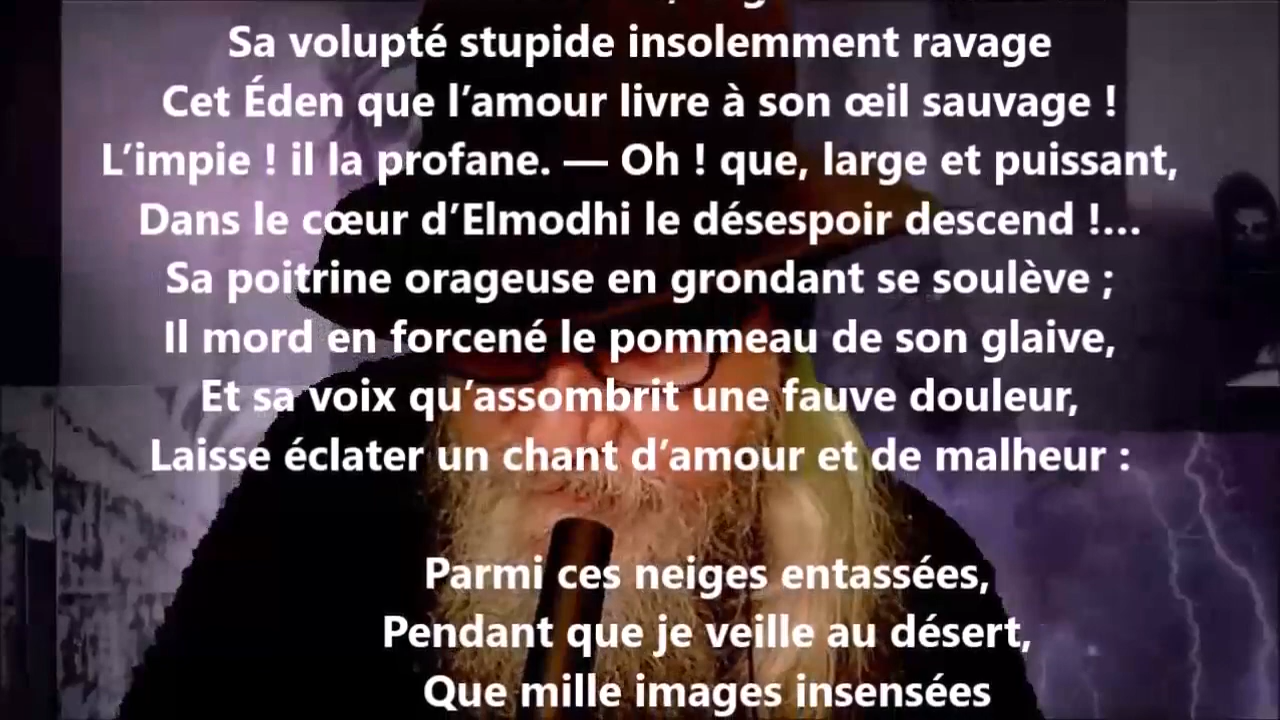 Sa volupté stupide insolemment ravage
Cet Éden que l’amour livre à son œil sauvage !
L’impie ! il la profane. — Oh ! que, large et puissant,
Dans le cœur d’Elmodhi le désespoir descend !...
Sa poitrine orageuse en grondant se soulève ;
Il mord en forcené le pommeau de son glaive,
Et sa voix qu’assombrit une fauve douleur,
Laisse éclater un chant d’amour et de malheur :
Parmi ces neiges entassées,
Pendant que je veille au désert,
Que mille images insensées